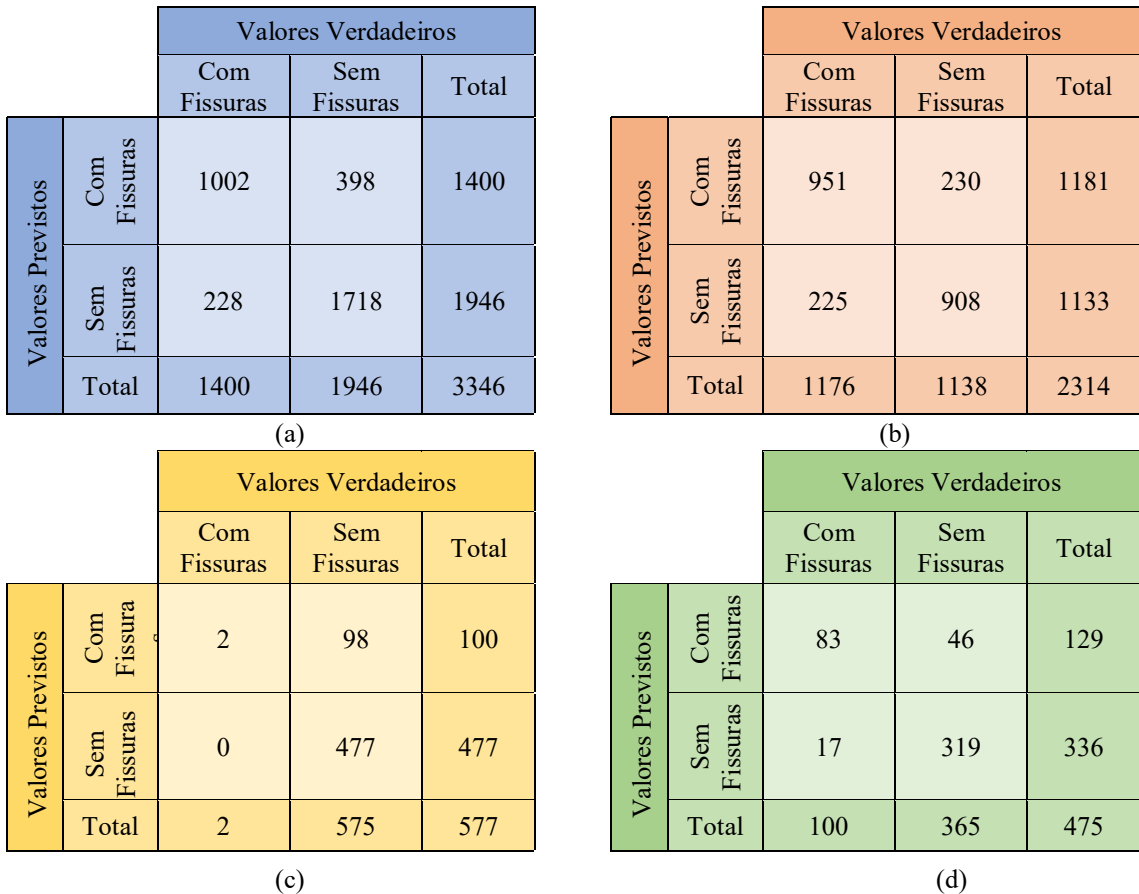 Valores Verdadeiros
Com Fissuras
Sem Fissuras
Total
Valores Previstos
Com Fissuras
1002 398 1400
Sem Fissuras
228 1718 1946
Total 1400 1946 3346
(a)
Valores Verdadeiros
Com Fissuras
Sem Fissuras
Total
Valores Previstos
Com Fissuras
951 230 1181
Sem Fissuras
225 908 1133
Total 1176 1138 2314
(b)
Valores Verdadeiros
Com Fissuras
Sem Fissuras
Total
Valores Previstos
Com Fissura
2 98 100
Sem Fissuras
0 477 477
Total 2 575 577
(c)
Valores Verdadeiros
Com Fissuras
Sem Fissuras
Total
Valores Previstos
Com Fissuras
83 46 129
Sem Fissuras
17 319 336
Total 100 365 475
(d)